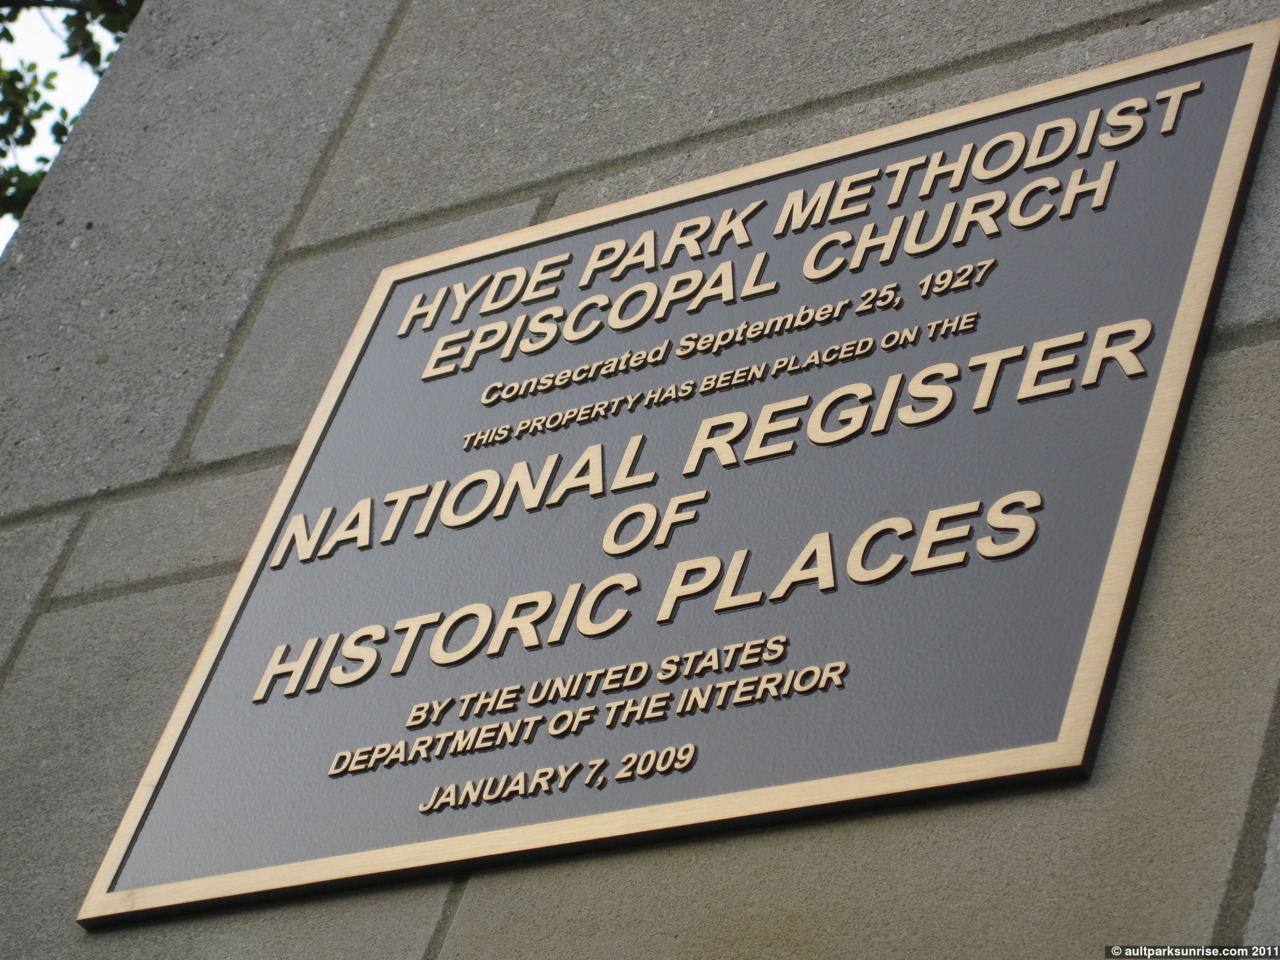 HYDE PARK METHODIST
EPISCOPAL CHURCH
Consecrated September 25, 1927
THIS PROPERTY HAS BEEN PLACED ON THE
NATIONAL REGISTER
OF
HISTORIC PLACES
BY THE UNITED STATES
DEPARTMENT OF THE INTERIOR
JANUARY 7, 2009
© aultparksunrise.com 2011